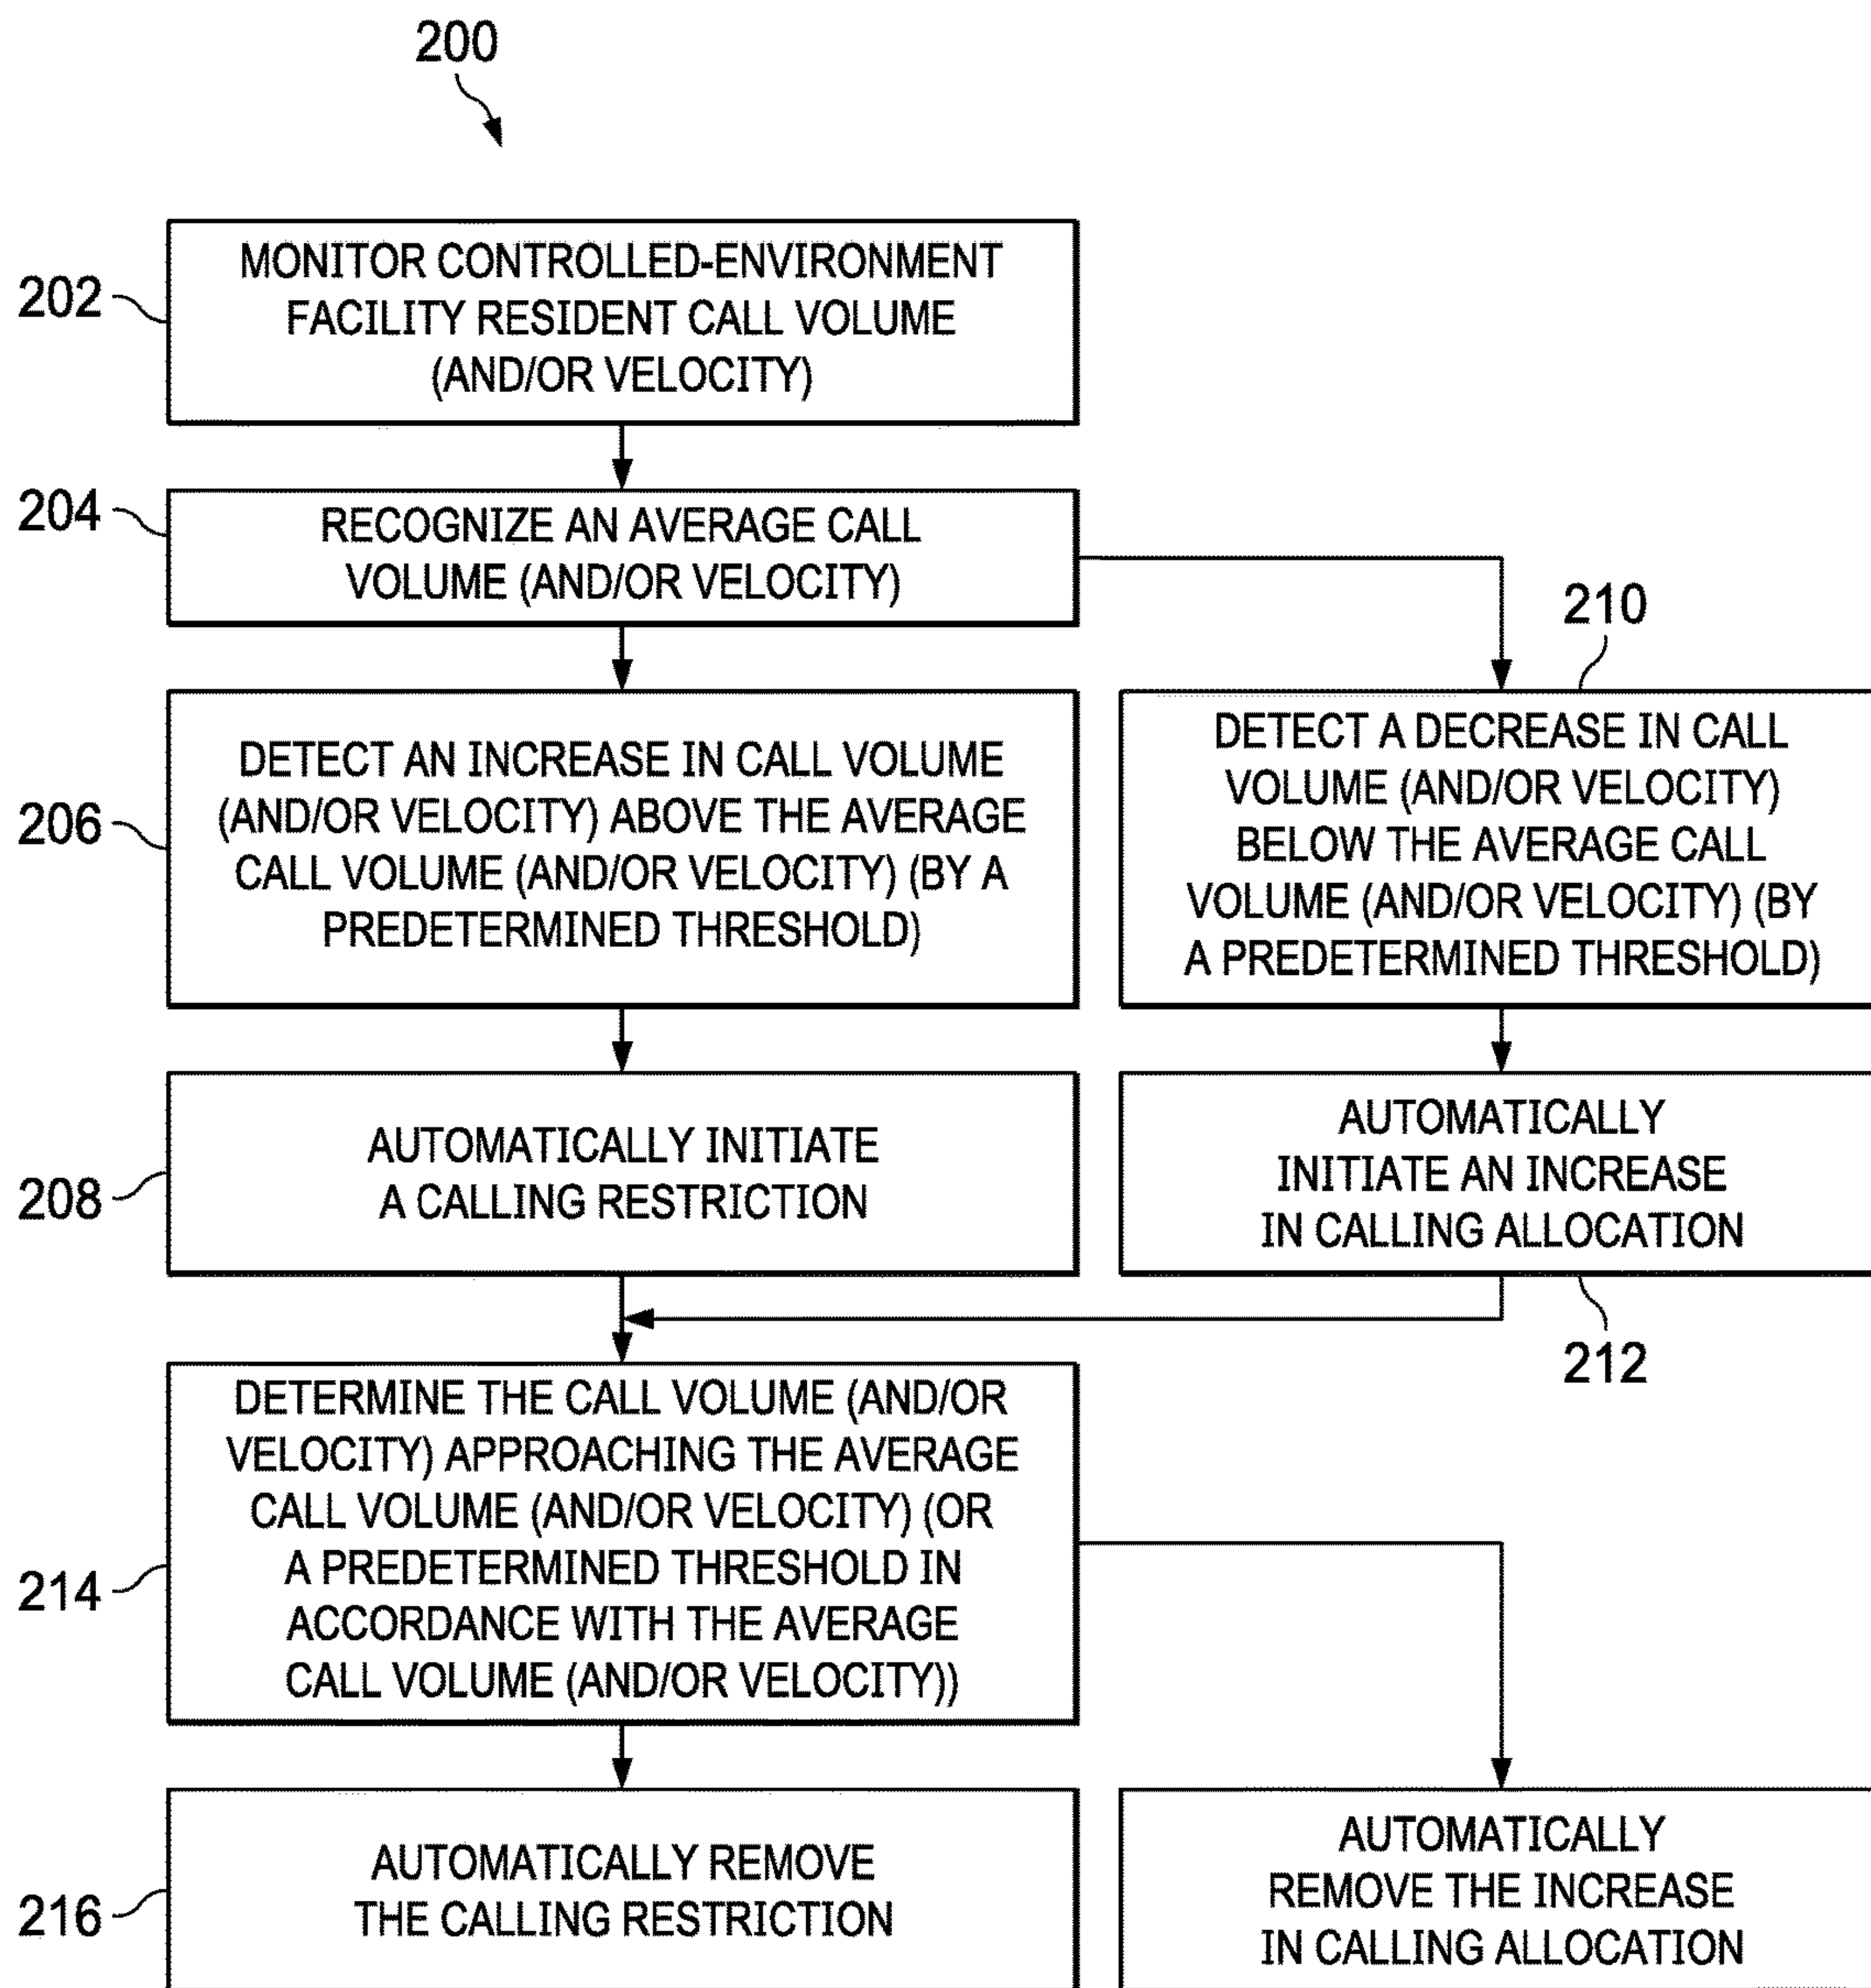 200
202
MONITOR CONTROLLED-ENVIRONMENT
FACILITY RESIDENT CALL VOLUME
(AND/OR VELOCITY)
204
RECOGNIZE AN AVERAGE CALL
VOLUME (AND/OR VELOCITY)
206
DETECT AN INCREASE IN CALL VOLUME
(AND/OR VELOCITY) ABOVE THE AVERAGE
CALL VOLUME (AND/OR VELOCITY) (BY A
PREDETERMINED THRESHOLD)
210
DETECT A DECREASE IN CALL
VOLUME (AND/OR VELOCITY)
BELOW THE AVERAGE CALL
VOLUME (AND/OR VELOCITY) (BY
A PREDETERMINED THRESHOLD)
208
AUTOMATICALLY INITIATE
A CALLING RESTRICTION
AUTOMATICALLY
INITIATE AN INCREASE
IN CALLING ALLOCATION
212
214
DETERMINE THE CALL VOLUME (AND/OR
VELOCITY) APPROACHING THE AVERAGE
CALL VOLUME (AND/OR VELOCITY) (OR
A PREDETERMINED THRESHOLD IN
ACCORDANCE WITH THE AVERAGE
CALL VOLUME (AND/OR VELOCITY))
216
AUTOMATICALLY REMOVE
THE CALLING RESTRICTION
AUTOMATICALLY
REMOVE THE INCREASE
IN CALLING ALLOCATION